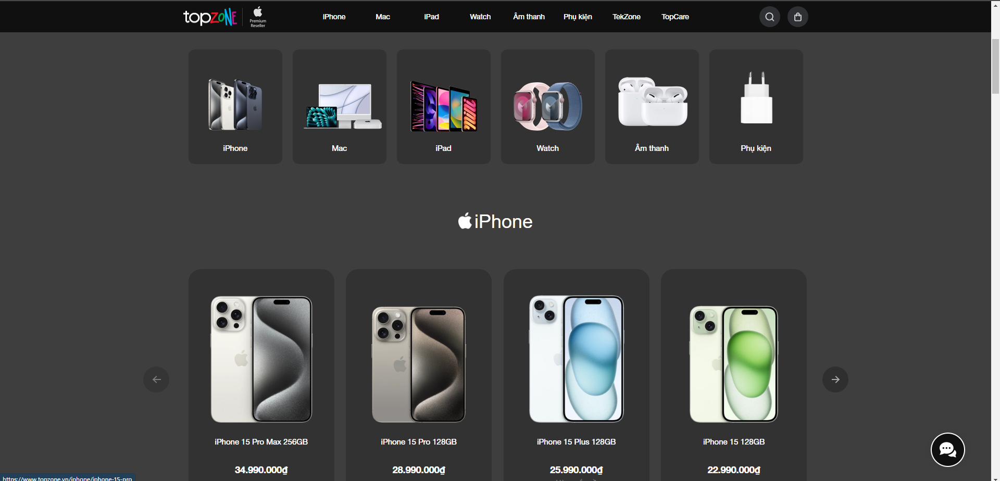 topzone
Premium
Reseller
iPhone
Mac
iPad
Watch
Âm thanh
Phụ kiện
TekZone
TopCare
iPhone
Mac
iPad
Watch
Âm thanh
Phụ kiện
iPhone
iPhone 15 Pro Max 256GB
iPhone 15 Pro 128GB
iPhone 15 Plus 128GB
iPhone 15 128GB
34.990.000₫
28.990.000₫
25.990.000₫
22.990.000₫
https://www.topzone.vn/iphone/iphone-15-pro